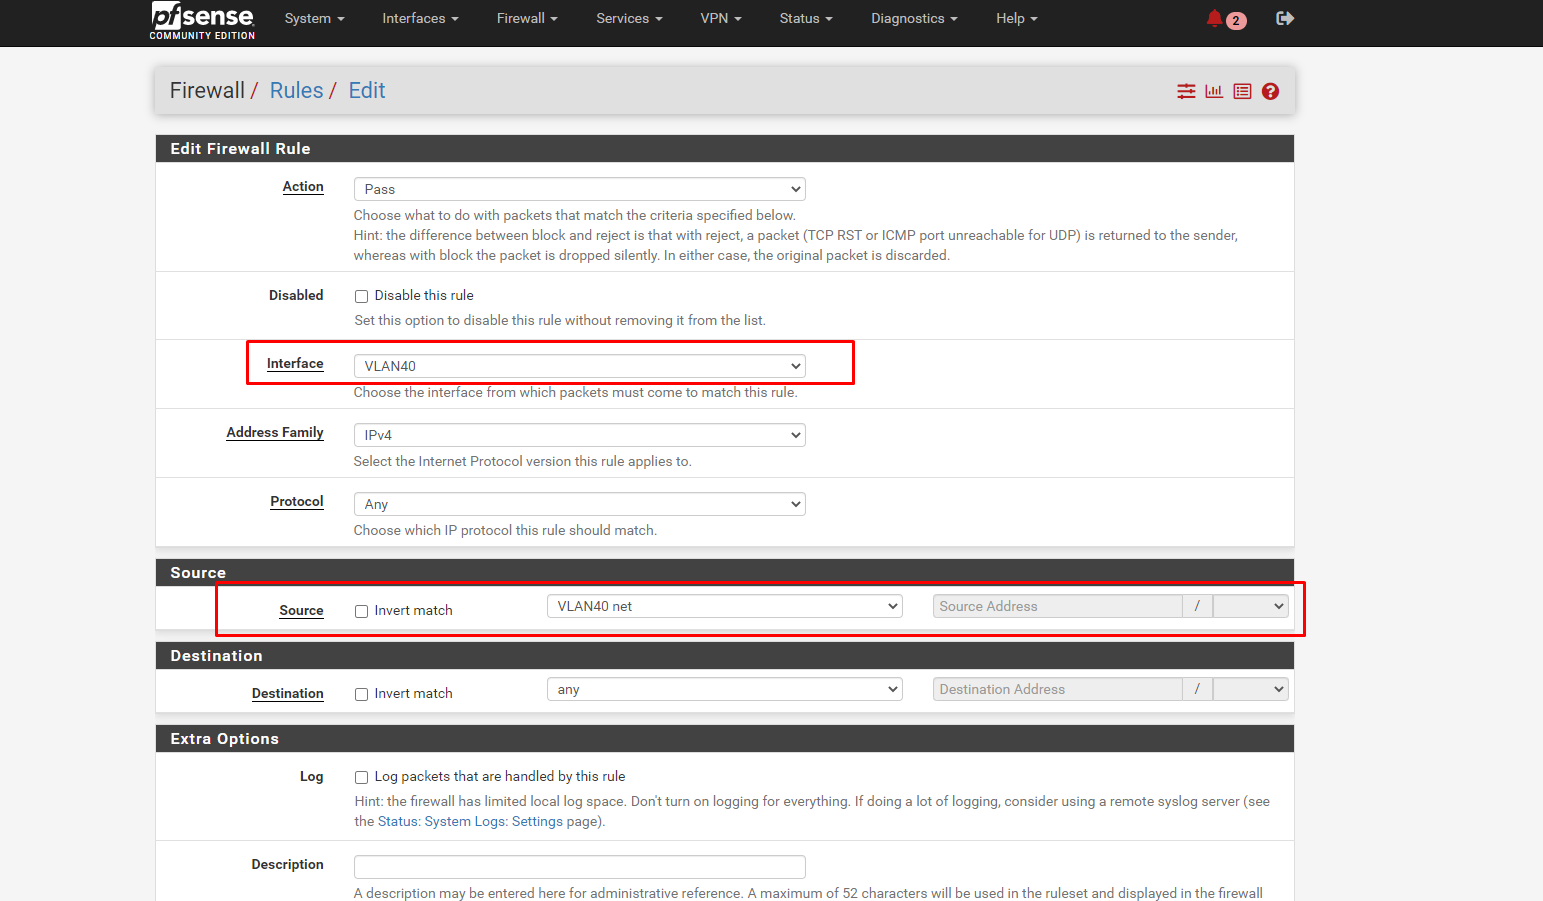 pfsense
COMMUNITY EDITION
System Interfaces Firewall Services VPN Status Diagnostics Help 2
Firewall / Rules / Edit
Edit Firewall Rule
Action Pass
Choose what to do with packets that match the criteria specified below.
Hint: the difference between block and reject is that with reject, a packet (TCP RST or ICMP port unreachable for UDP) is returned to the sender,
whereas with block the packet is dropped silently. In either case, the original packet is discarded.
Disabled Disable this rule
Set this option to disable this rule without removing it from the list.
Interface VLAN40
Choose the interface from which packets must come to match this rule.
Address Family IPv4
Select the Internet Protocol version this rule applies to.
Protocol Any
Choose which IP protocol this rule should match.
Source
Source Invert match VLAN40 net Source Address /
Destination
Destination Invert match any Destination Address /
Extra Options
Log Log packets that are handled by this rule
Hint: the firewall has limited local log space. Don't turn on logging for everything. If doing a lot of logging, consider using a remote syslog server (see
the Status: System Logs: Settings page).
Description
A description may be entered here for administrative reference. A maximum of 52 characters will be used in the ruleset and displayed in the firewall